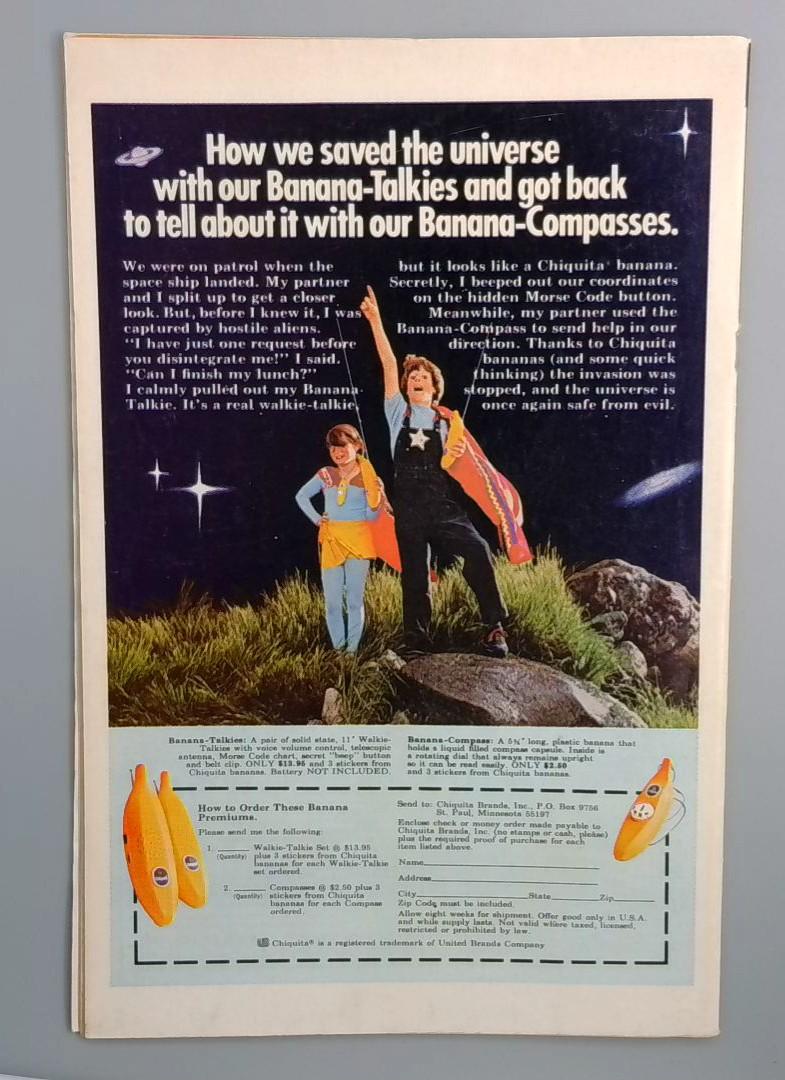 How we saved the universe
with our Banana-Talkies and got back
to tell about it with our Banana-Compasses.
We were on patrol when the
space ship landed. My partner
and I split up to get a closer
look. But, before I knew it, I was
captured by hostile aliens.
"I have just one request before
you disintegrate me!" I said.
"Can I finish my lunch?"
I calmly pulled out my Banana-
Talkie. It's a real walkie-talkie,
but it looks like a Chiquita® banana.
Secretly, I beeped out our coordinates
on the hidden Morse Code button.
Meanwhile, my partner used the
Banana-Compass to send help in our
direction. Thanks to Chiquita
bananas (and some quick
thinking) the invasion was
stopped, and the universe is
once again safe from evil.
Banana-Talkies: A pair of solid state, 11" Walkie-
Talkies with voice volume control, telescopic
antenna, Morse Code chart, secret "beep" button
and belt clip. ONLY $13.95 and 3 stickers from
Chiquita bananas. Battery NOT INCLUDED.
Banana-Compass: A 5¾" long, plastic banana that
holds a liquid filled compass capsule. Inside is
a rotating dial that always remains upright
so it can be read easily. ONLY $2.50
and 3 stickers from Chiquita bananas.
How to Order These Banana
Premiums.
Please send me the following:
1. ____ Walkie-Talkie Set @ $13.95
(Quantity) plus 3 stickers from Chiquita
bananas for each Walkie-Talkie
set ordered.
2. ____ Compasses @ $2.50 plus 3
(Quantity) stickers from Chiquita
bananas for each Compass
ordered.
Send to: Chiquita Brands, Inc., P.O. Box 9756
St. Paul, Minnesota 55197
Enclose check or money order made payable to
Chiquita Brands, Inc. (no stamps or cash, please)
plus the required proof of purchase for each
item listed above.
Name
Address
City State Zip
Zip Code must be included.
Allow eight weeks for shipment. Offer good only in U.S.A.
and while supply lasts. Not valid where taxed, licensed,
restricted or prohibited by law.
Chiquita® is a registered trademark of United Brands Company